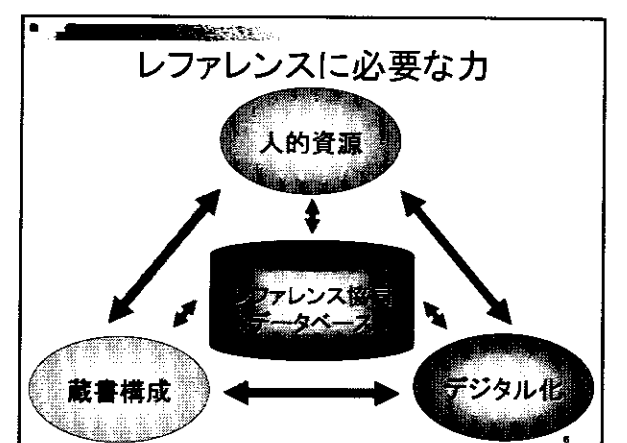 レファレンスに必要な力
人的資源
レファレンス協同
データベース
蔵書構成
デジタル化
6